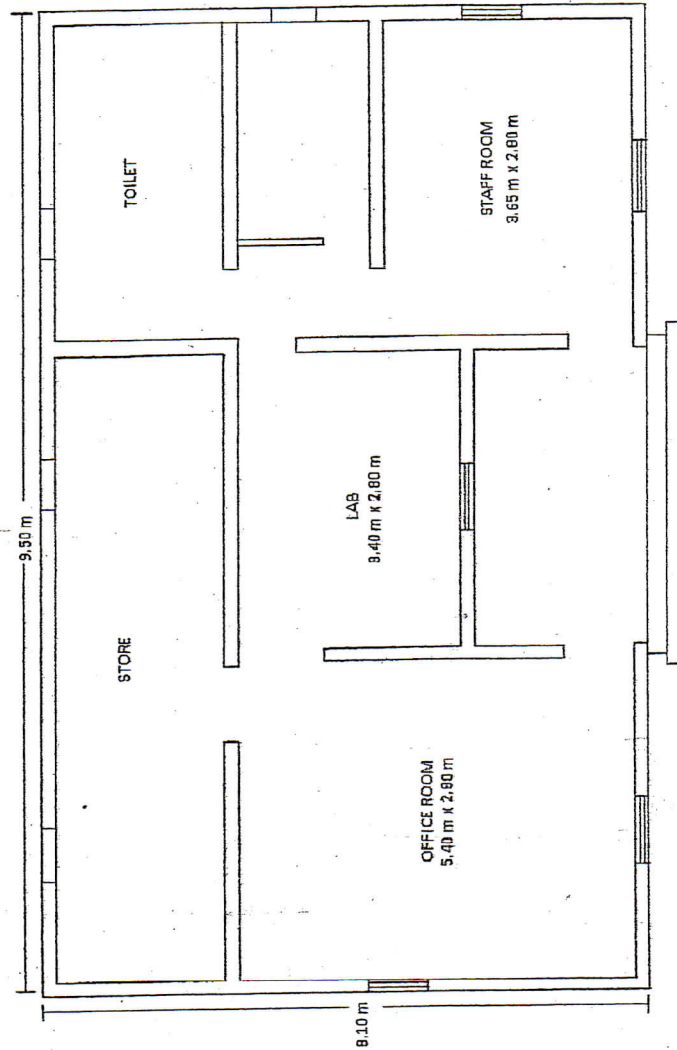 9.50 m
TOILET
STORE
STAFF ROOM
3.65 m x 2.80 m
LAB
3.40 m x 2.80 m
OFFICE ROOM
5.40 m x 2.80 m
8.10 m